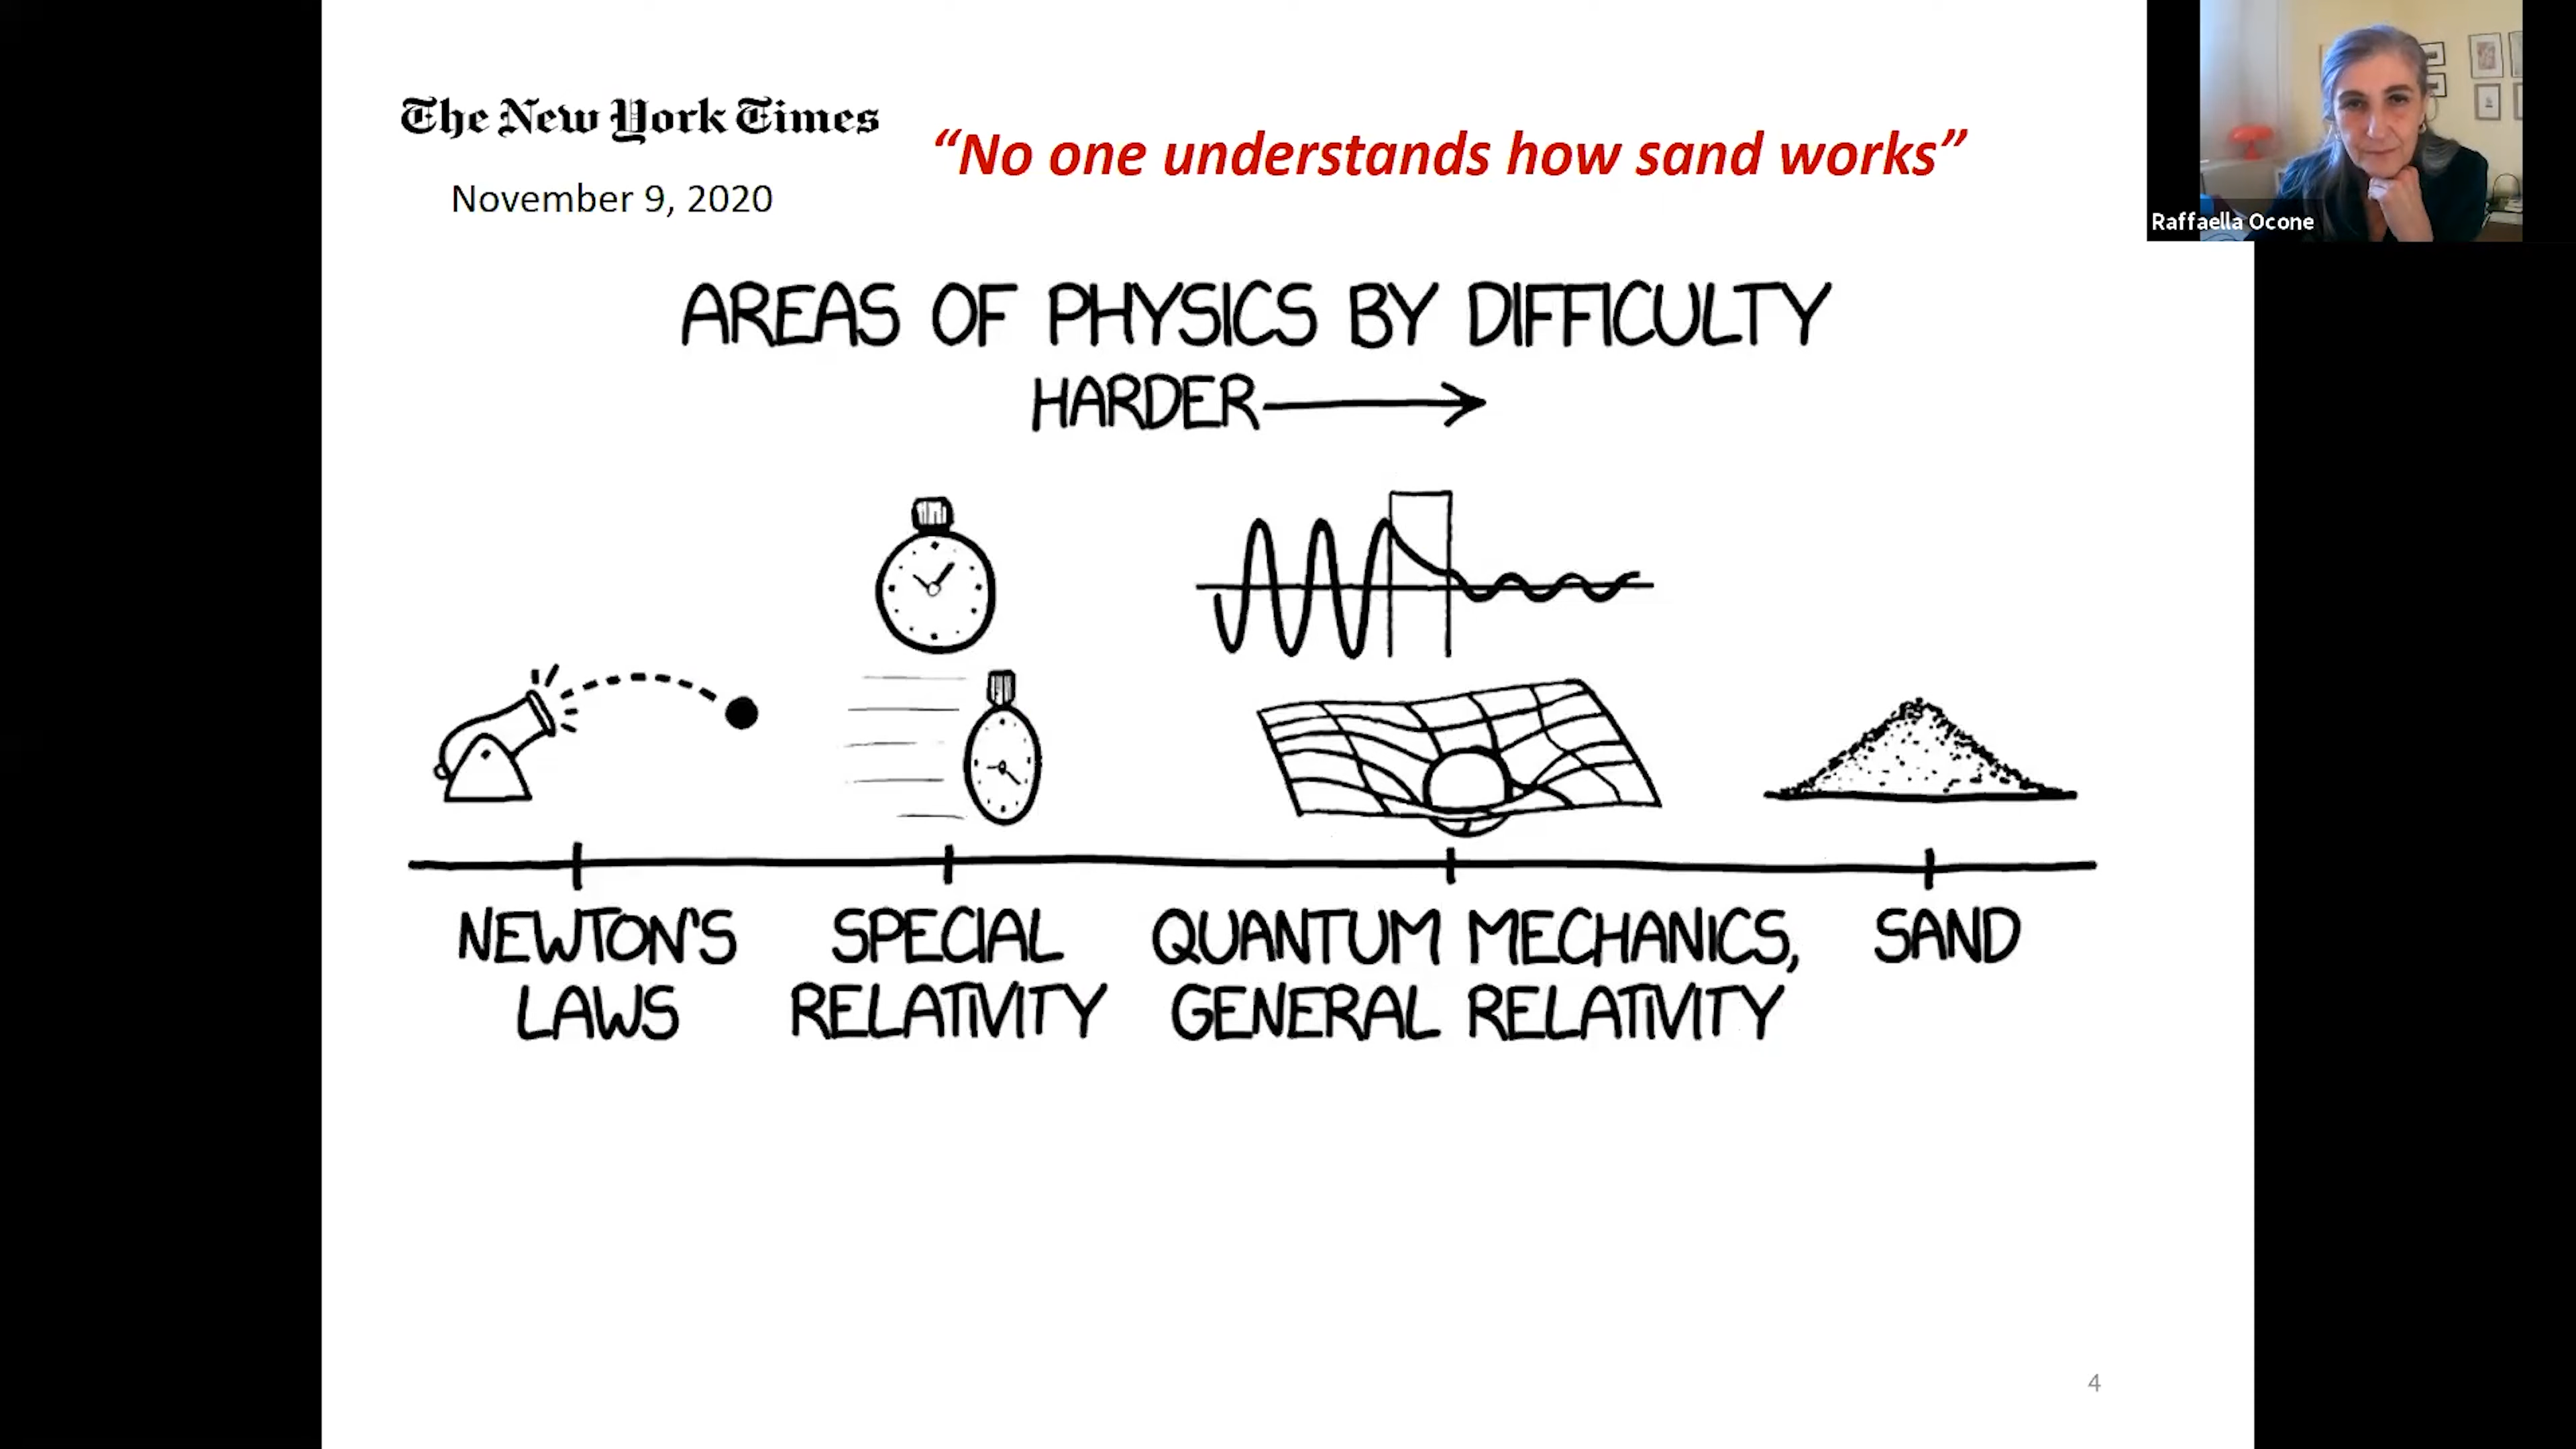 The New York Times
November 9, 2020
“No one understands how sand works”
Raffaella Ocone
AREAS OF PHYSICS BY DIFFICULTY
HARDER
NEWTON'S
LAWS
SPECIAL
RELATIVITY
QUANTUM MECHANICS,
GENERAL RELATIVITY
SAND
4